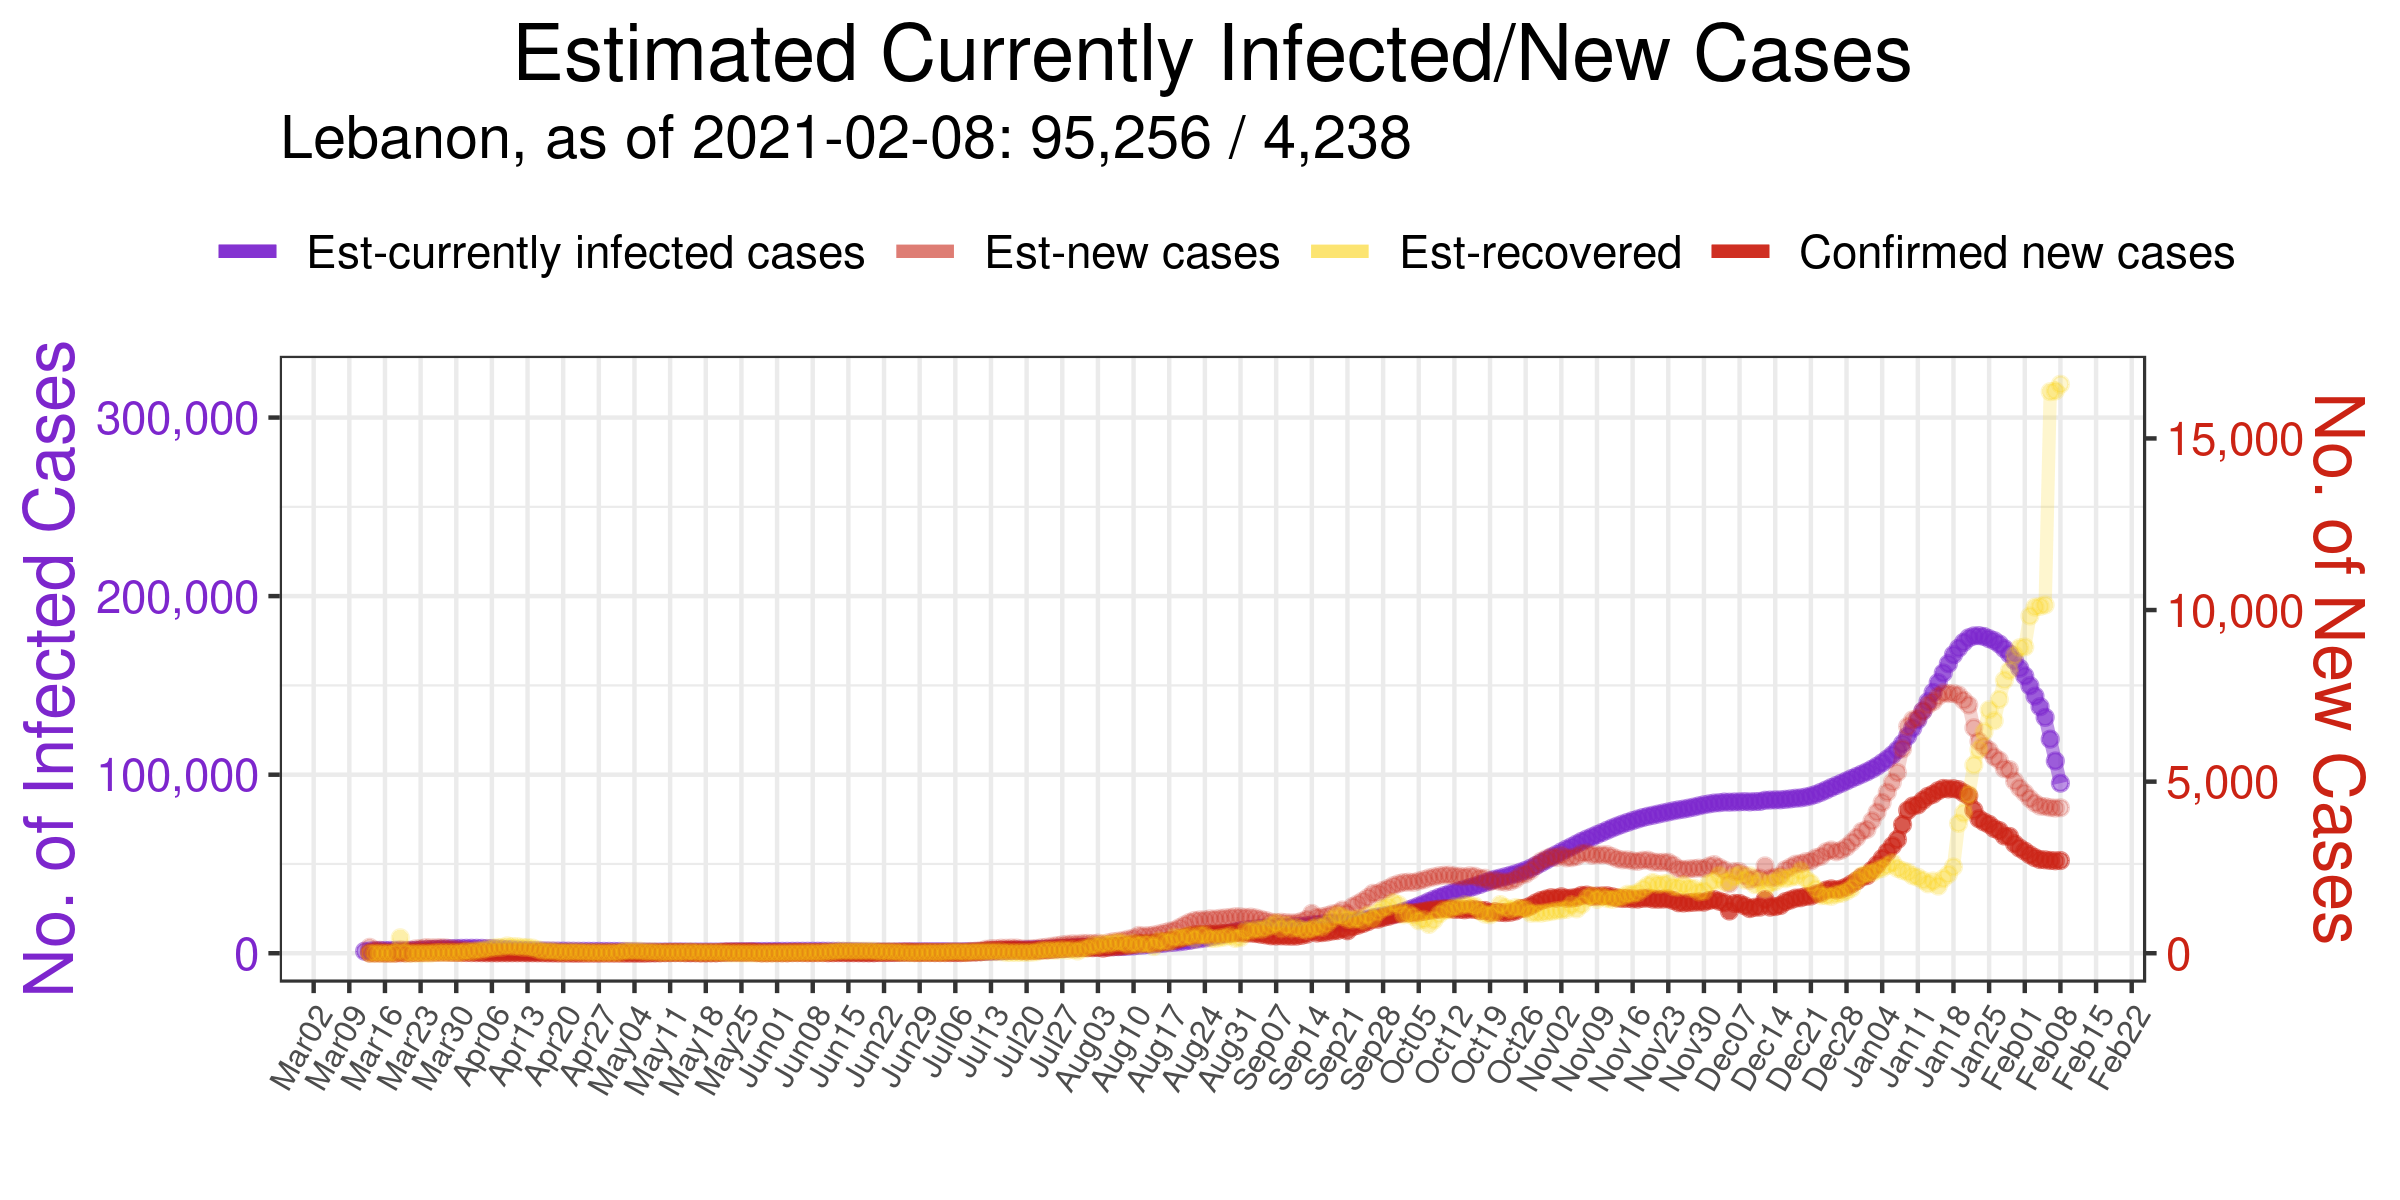 Estimated Currently Infected/New Cases
Lebanon, as of 2021-02-08: 95,256 / 4,238
Est-currently infected cases
Est-new cases
Est-recovered
Confirmed new cases
No. of Infected Cases
300,000
200,000
100,000
0
15,000
10,000
5,000
0
No. of New Cases
Mar02
Mar09
Mar16
Mar23
Mar30
Apr06
Apr13
Apr20
Apr27
May04
May11
May18
May25
Jun01
Jun08
Jun15
Jun22
Jun29
Jul06
Jul13
Jul20
Jul27
Aug03
Aug10
Aug17
Aug24
Aug31
Sep07
Sep14
Sep21
Sep28
Oct05
Oct12
Oct19
Oct26
Nov02
Nov09
Nov16
Nov23
Nov30
Dec07
Dec14
Dec21
Dec28
Jan04
Jan11
Jan18
Jan25
Feb01
Feb08
Feb15
Feb22